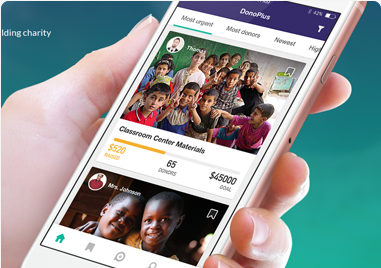 lding charity
42%
DonoPlus
Most urgent Most donors Newest High
Thomas
Classroom Center Materials
$520 65 $45000
RAISED DONORS GOAL
Mrs. Johnson